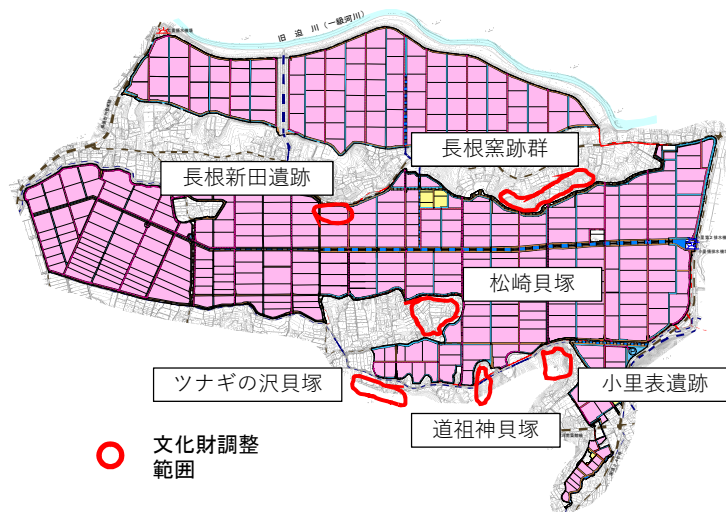 旧迫川(一級河川)
長根窯跡群
長根新田遺跡
松崎貝塚
ツナギの沢貝塚
小里表遺跡
道祖神貝塚
文化財調整
範囲